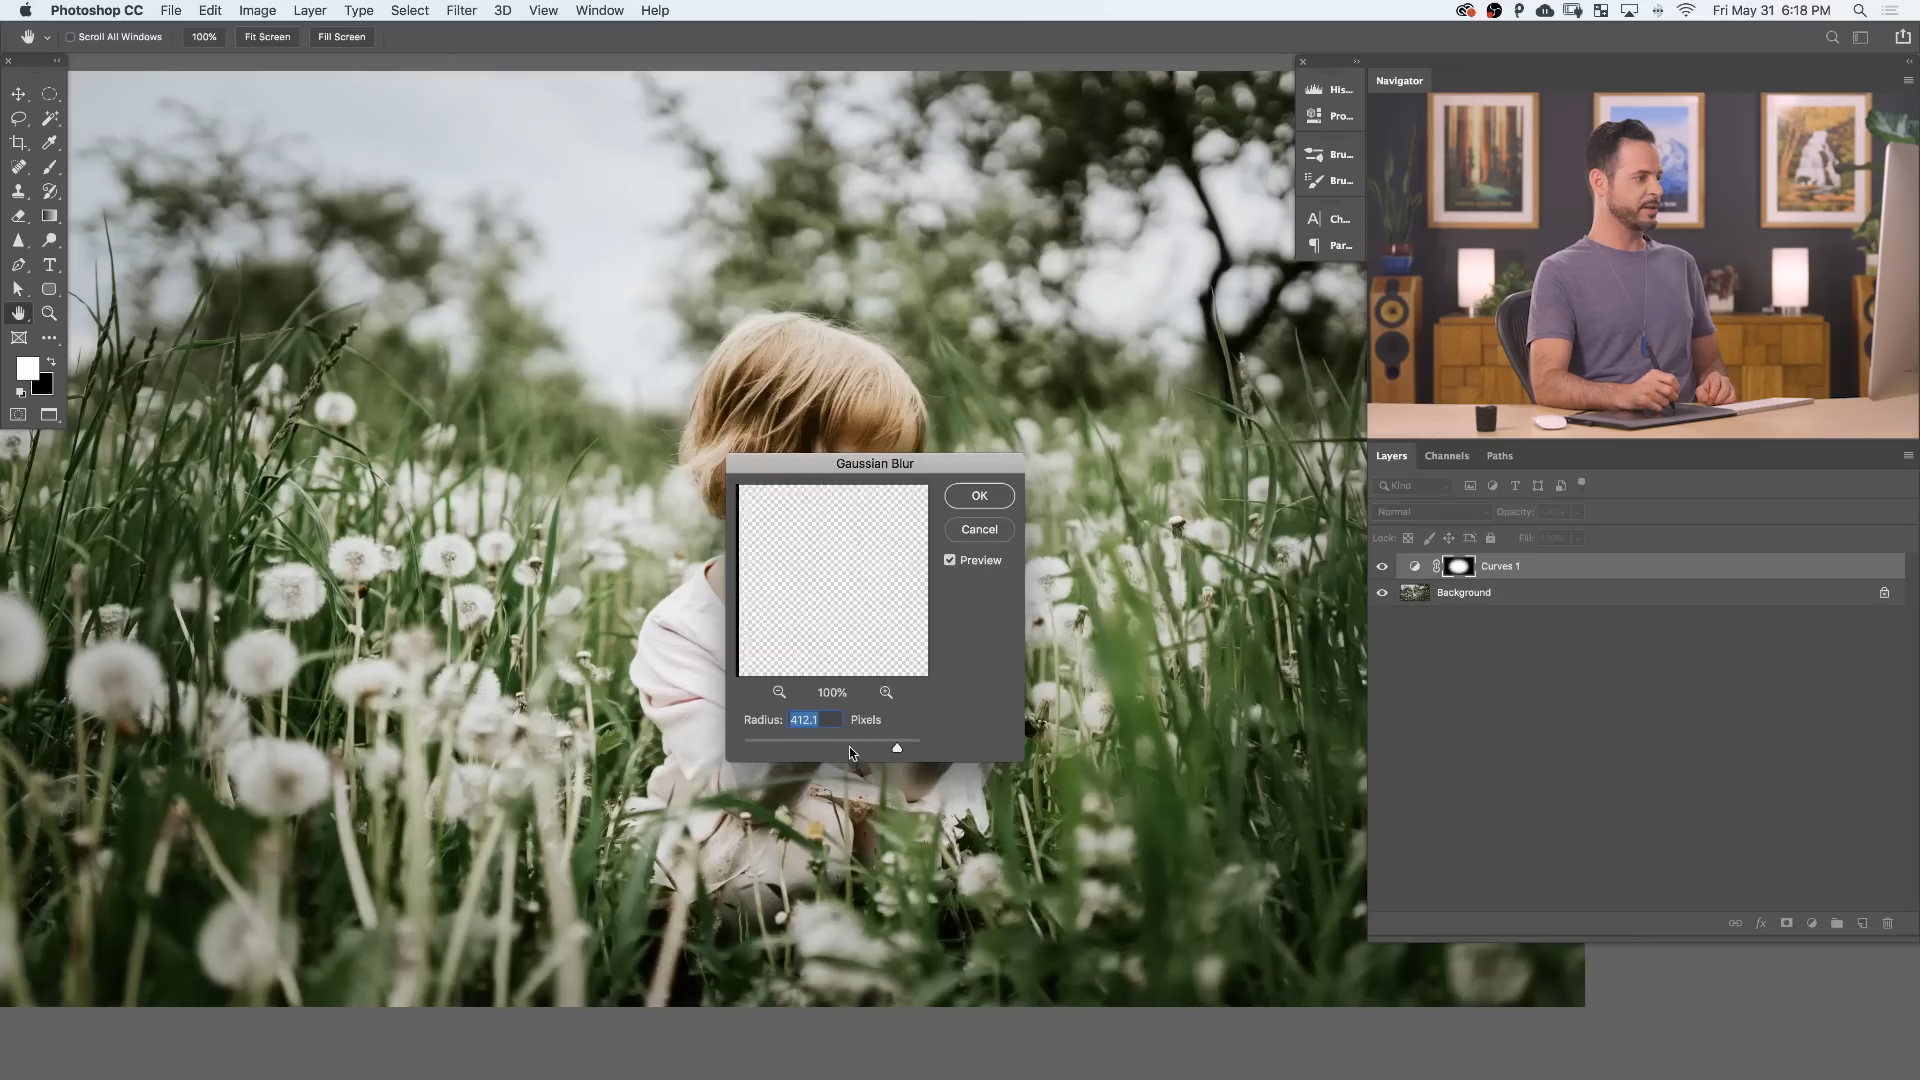 Photoshop CC File Edit Image Layer Type Select Filter 3D View Window Help Fri May 31 6:18 PM
Scroll All Windows 100% Fit Screen Fill Screen
Navigator
His...
Pro...
Bru...
Bru...
Ch...
Par...
Gaussian Blur
OK
Cancel
Preview
100%
Radius: 412.1 Pixels
Layers Channels Paths
Kind
Normal Opacity: 100%
Lock: Fill: 100%
Curves 1
Background